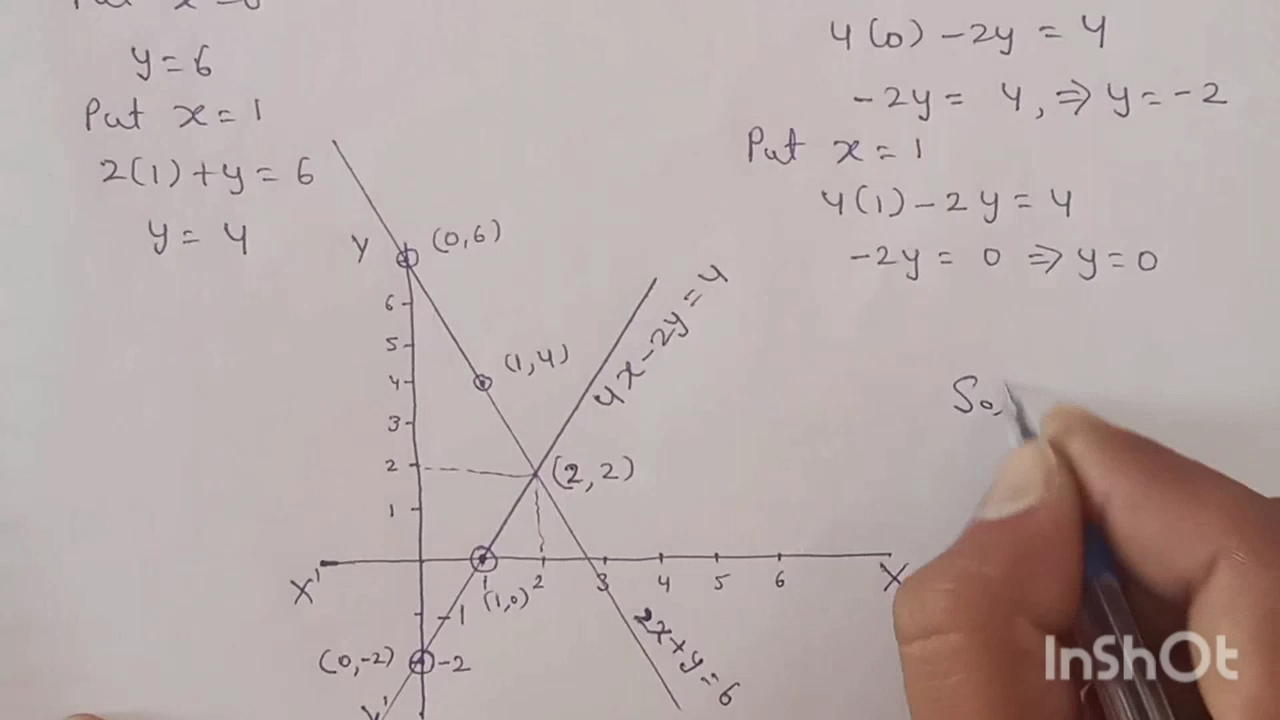 Put x=0
y=6
Put x=1
2(1)+y=6
y=4
4(0)-2y=4
-2y= 4, ⇒ y=-2
Put x=1
4(1)-2y=4
-2y= 0 ⇒ y=0
So,
Y
(0,6)
6
5
4
3
2
1
(1,4)
4x-2y=4
(2,2)
X'
1
2
3
4
5
6
X
(1,0)
-1
(0,-2)
-2
2x+y=6
Y'
InShOt